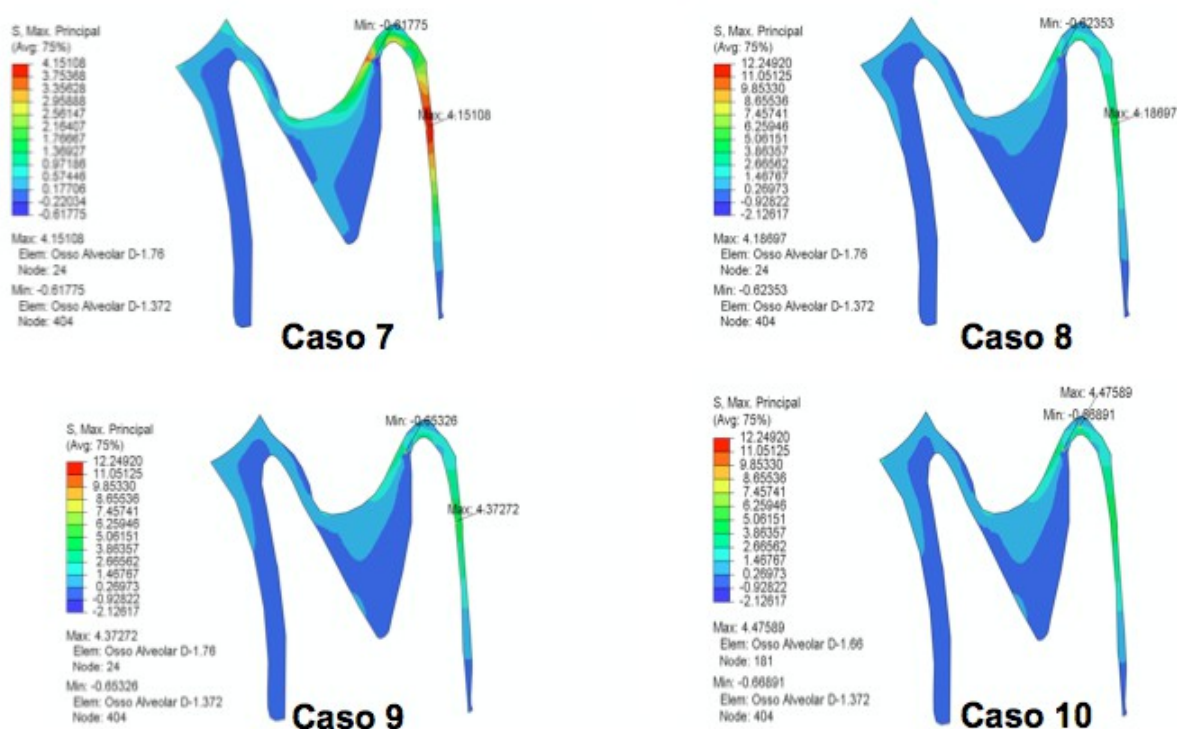 S, Max. Principal
(Avg: 75%)
4.15108
3.75368
3.35628
2.95888
2.56147
2.16407
1.76667
1.36927
0.97186
0.57446
0.17706
-0.22034
-0.61775
Max: 4.15108
Elem: Osso Alveolar D-1.76
Node: 24
Min: -0.61775
Elem: Osso Alveolar D-1.372
Node: 404
Min: -0.61775
Max: 4.15108
Caso 7
S, Max. Principal
(Avg: 75%)
12.24920
11.05125
9.85330
8.65536
7.45741
6.25946
5.06151
3.86357
2.66562
1.46767
0.26973
-0.92822
-2.12617
Max: 4.18697
Elem: Osso Alveolar D-1.76
Node: 24
Min: -0.62353
Elem: Osso Alveolar D-1.372
Node: 404
Min: -0.62353
Max: 4.18697
Caso 8
S, Max. Principal
(Avg: 75%)
12.24920
11.05125
9.85330
8.65536
7.45741
6.25946
5.06151
3.86357
2.66562
1.46767
0.26973
-0.92822
-2.12617
Max: 4.37272
Elem: Osso Alveolar D-1.76
Node: 24
Min: -0.65326
Elem: Osso Alveolar D-1.372
Node: 404
Min: -0.65326
Max: 4.37272
Caso 9
S, Max. Principal
(Avg: 75%)
12.24920
11.05125
9.85330
8.65536
7.45741
6.25946
5.06151
3.86357
2.66562
1.46767
0.26973
-0.92822
-2.12617
Max: 4.47589
Elem: Osso Alveolar D-1.66
Node: 181
Min: -0.66891
Elem: Osso Alveolar D-1.372
Node: 404
Max: 4.47589
Min: -0.66891
Caso 10